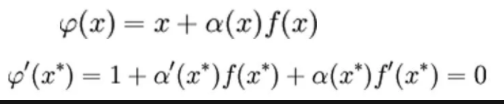 φ(x) = x + α(x)f(x)
φ′(x*) = 1 + α′(x*)f(x*) + α(x*)f′(x*) = 0